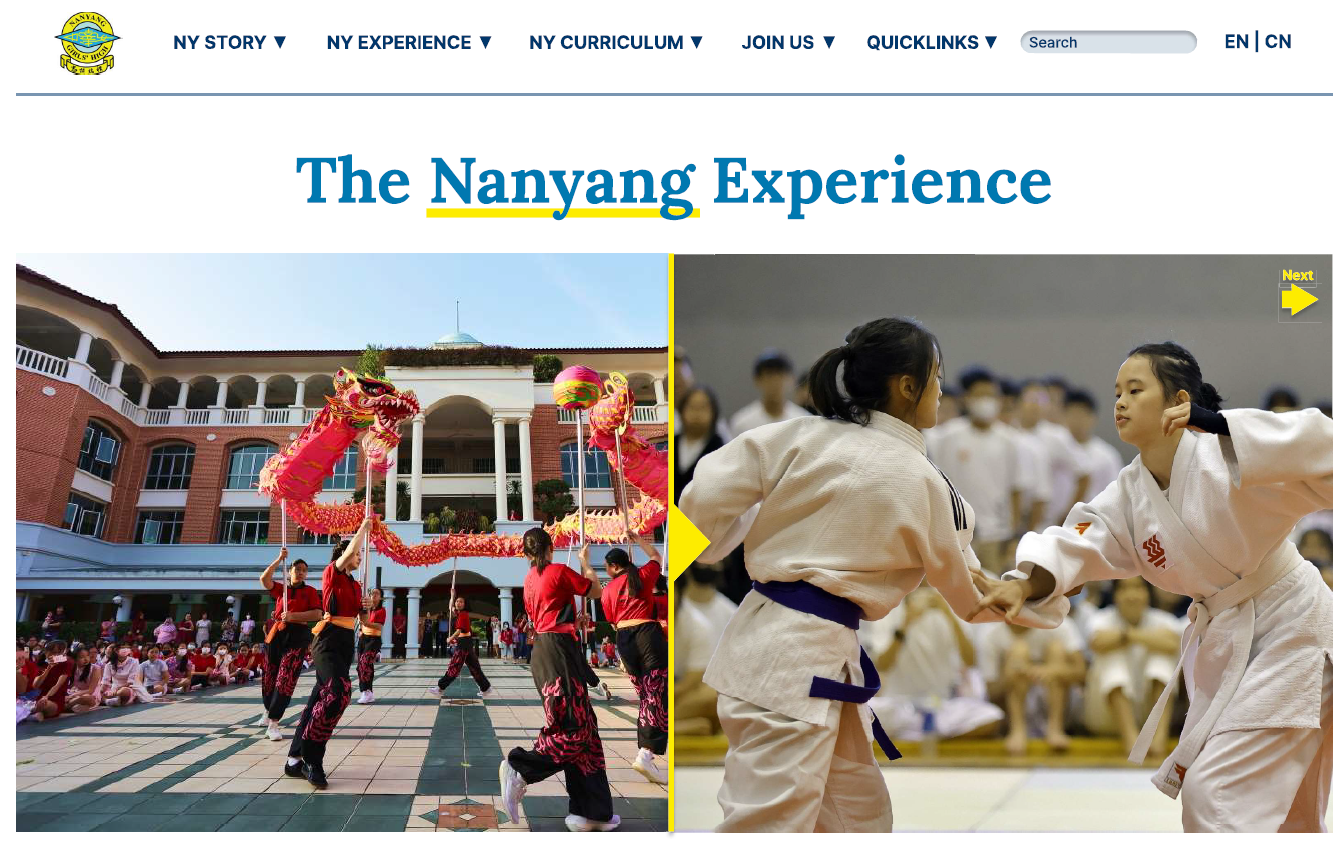 NANYANG
GIRLS' HIGH
NY STORY ▼
NY EXPERIENCE ▼
NY CURRICULUM ▼
JOIN US ▼
QUICKLINKS ▼
Search
EN | CN
The Nanyang Experience
Next